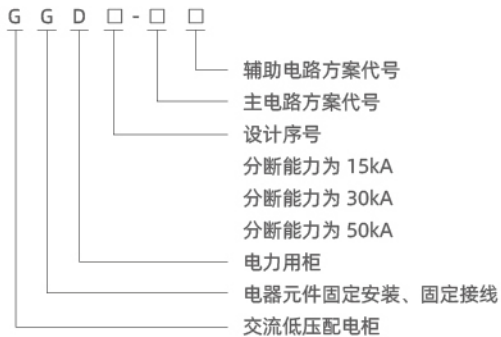 G G D □ - □ □
辅助电路方案代号
主电路方案代号
设计序号
分断能力为 15kA
分断能力为 30kA
分断能力为 50kA
电力用柜
电器元件固定安装、固定接线
交流低压配电柜